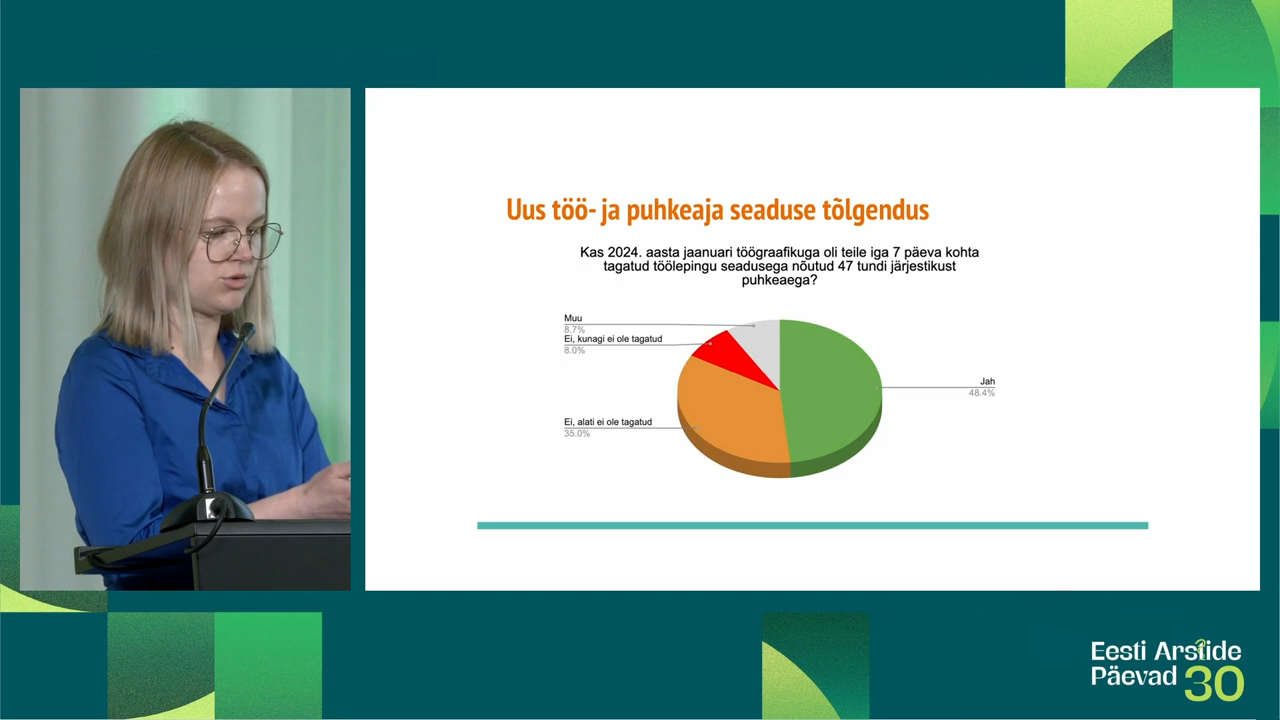 Uus töö- ja puhkeaja seaduse tõlgendus
Kas 2024. aasta jaanuari töögraafikuga oli teile iga 7 päeva kohta
tagatud töölepingu seadusega nõutud 47 tundi järjestikust
puhkeaega?
Muu
8.7%
Ei, kunagi ei ole tagatud
8.0%
Jah
48.4%
Ei, alati ei ole tagatud
35.0%
Eesti Arstide
Päevad 30